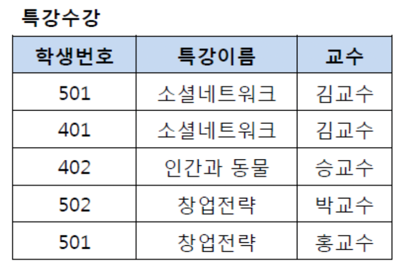 특강수강
학생번호 특강이름 교수
501 소셜네트워크 김교수
401 소셜네트워크 김교수
402 인간과 동물 승교수
502 창업전략 박교수
501 창업전략 홍교수